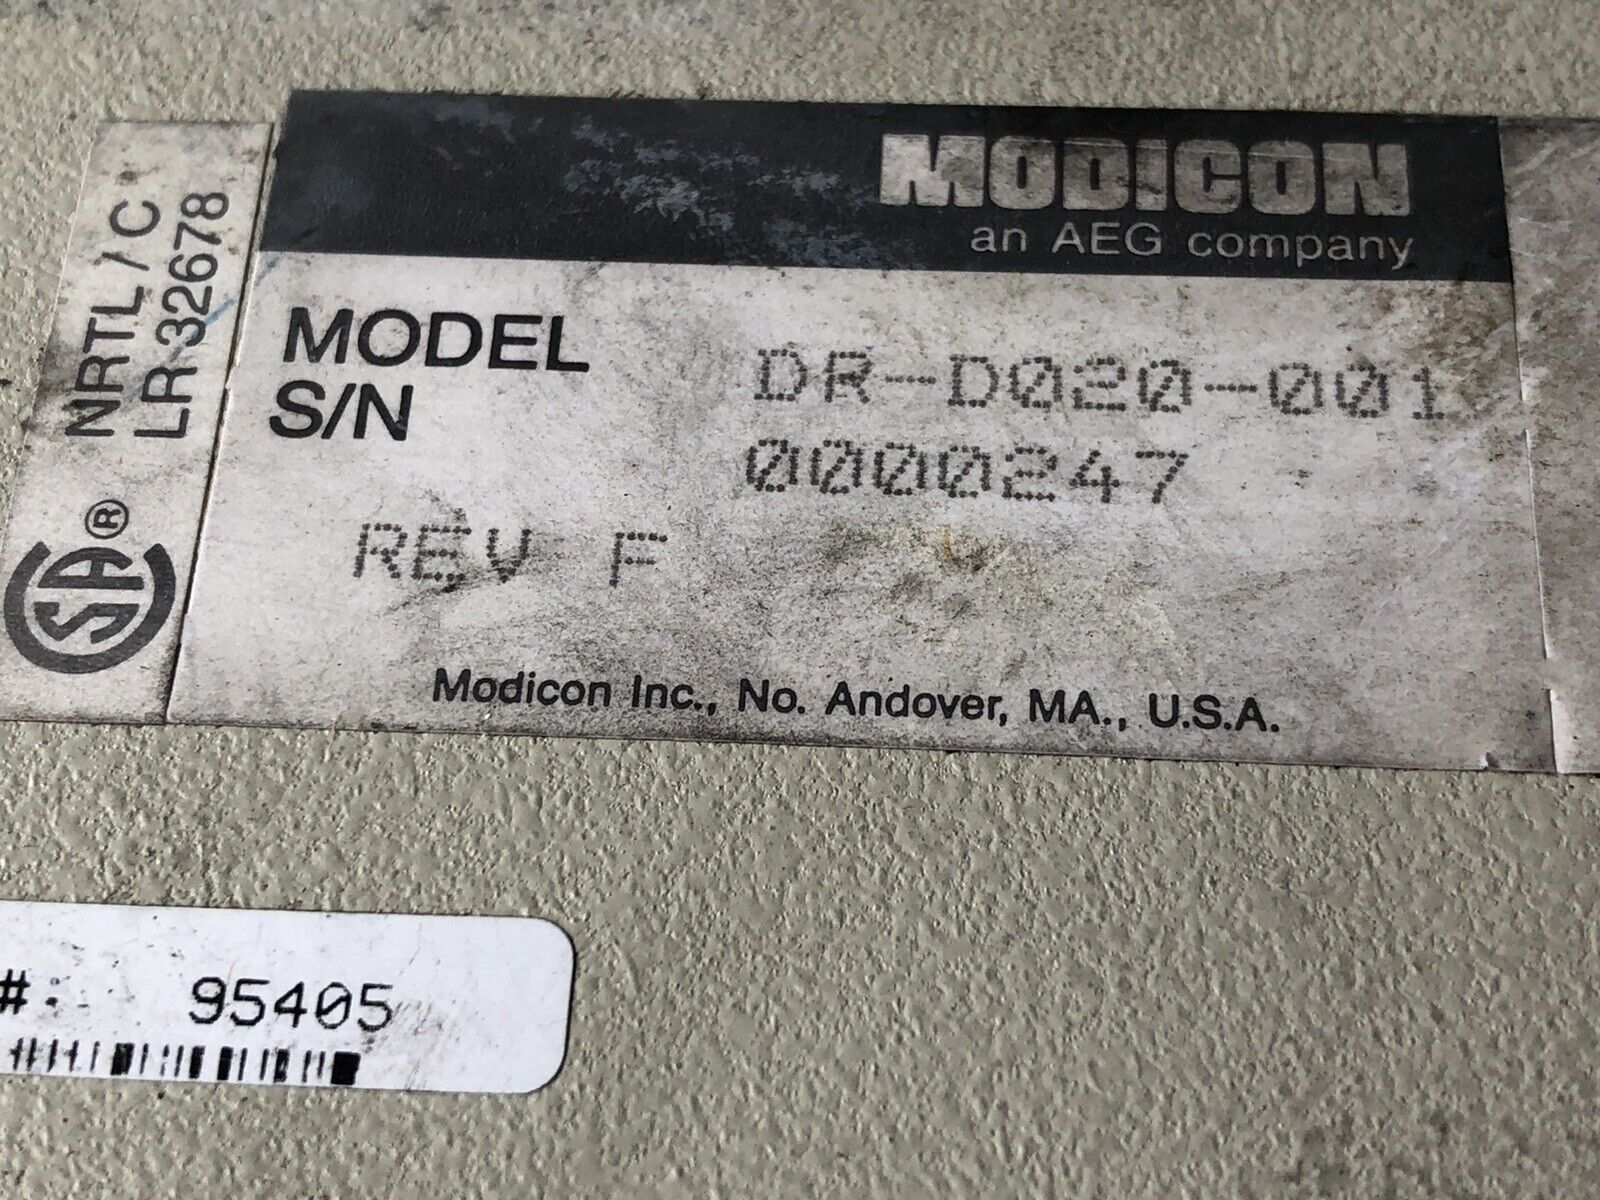 MODICON
an AEG company
NRTL / C
LR 32678
SA®
MODEL DR-D020-001
S/N 0000247
REV F
Modicon Inc., No. Andover, MA., U.S.A.
#: 95405